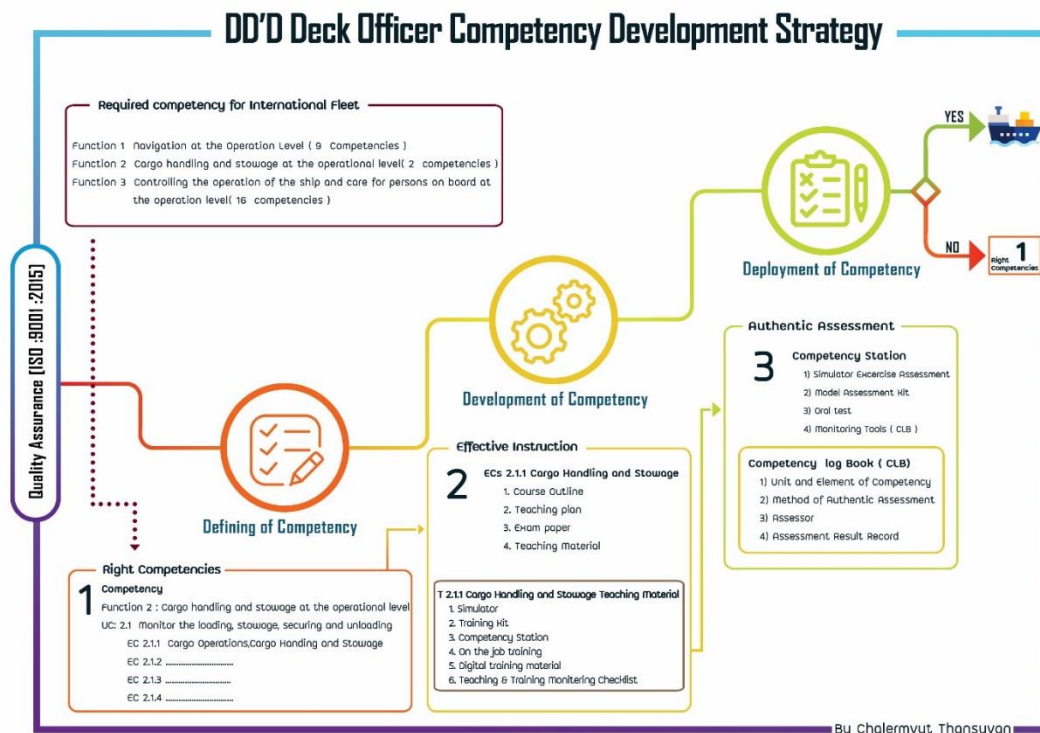 DD'D Deck Officer Competency Development Strategy
Required competency for International Fleet
Function 1 Navigation at the Operation Level ( 9 Competencies )
Function 2 Cargo handling and stowage at the operational level( 2 competencies )
Function 3 Controlling the operation of the ship and care for persons on board at
the operation level( 16 competencies )
YES
NO
1
Right
Competencies
Quality Assurance [ISO :9001 :2015]
Deployment of Competency
Development of Competency
Defining of Competency
Right Competencies
1
Competency
Function 2 : Cargo handling and stowage at the operational level
UC: 2.1 Monitor the loading, stowage, securing and unloading
EC 2.1.1 Cargo Operations,Cargo Handing and Stowage
EC 2.1.2 ..............................
EC 2.1.3 ..............................
EC 2.1.4 ..............................
Effective Instruction
2
ECs 2.1.1 Cargo Handling and Stowage
1. Course Outline
2. Teaching plan
3. Exam paper
4. Teaching Material
T 2.1.1 Cargo Handling and Stowage Teaching Material
1. Simulator
2. Training Kit
3. Competency Station
4. On the job training
5. Digital training material
6. Teaching & Training Monitering Checklist
Authentic Assessment
3
Competency Station
1) Simulator Excercise Assessment
2) Model Assessment Kit
3) Oral test
4) Monitoring Tools ( CLB )
Competency log Book ( CLB )
1) Unit and Element of Competency
2) Method of Authentic Assessment
3) Assessor
4) Assessment Result Record
By Chalermyut Thansuvan